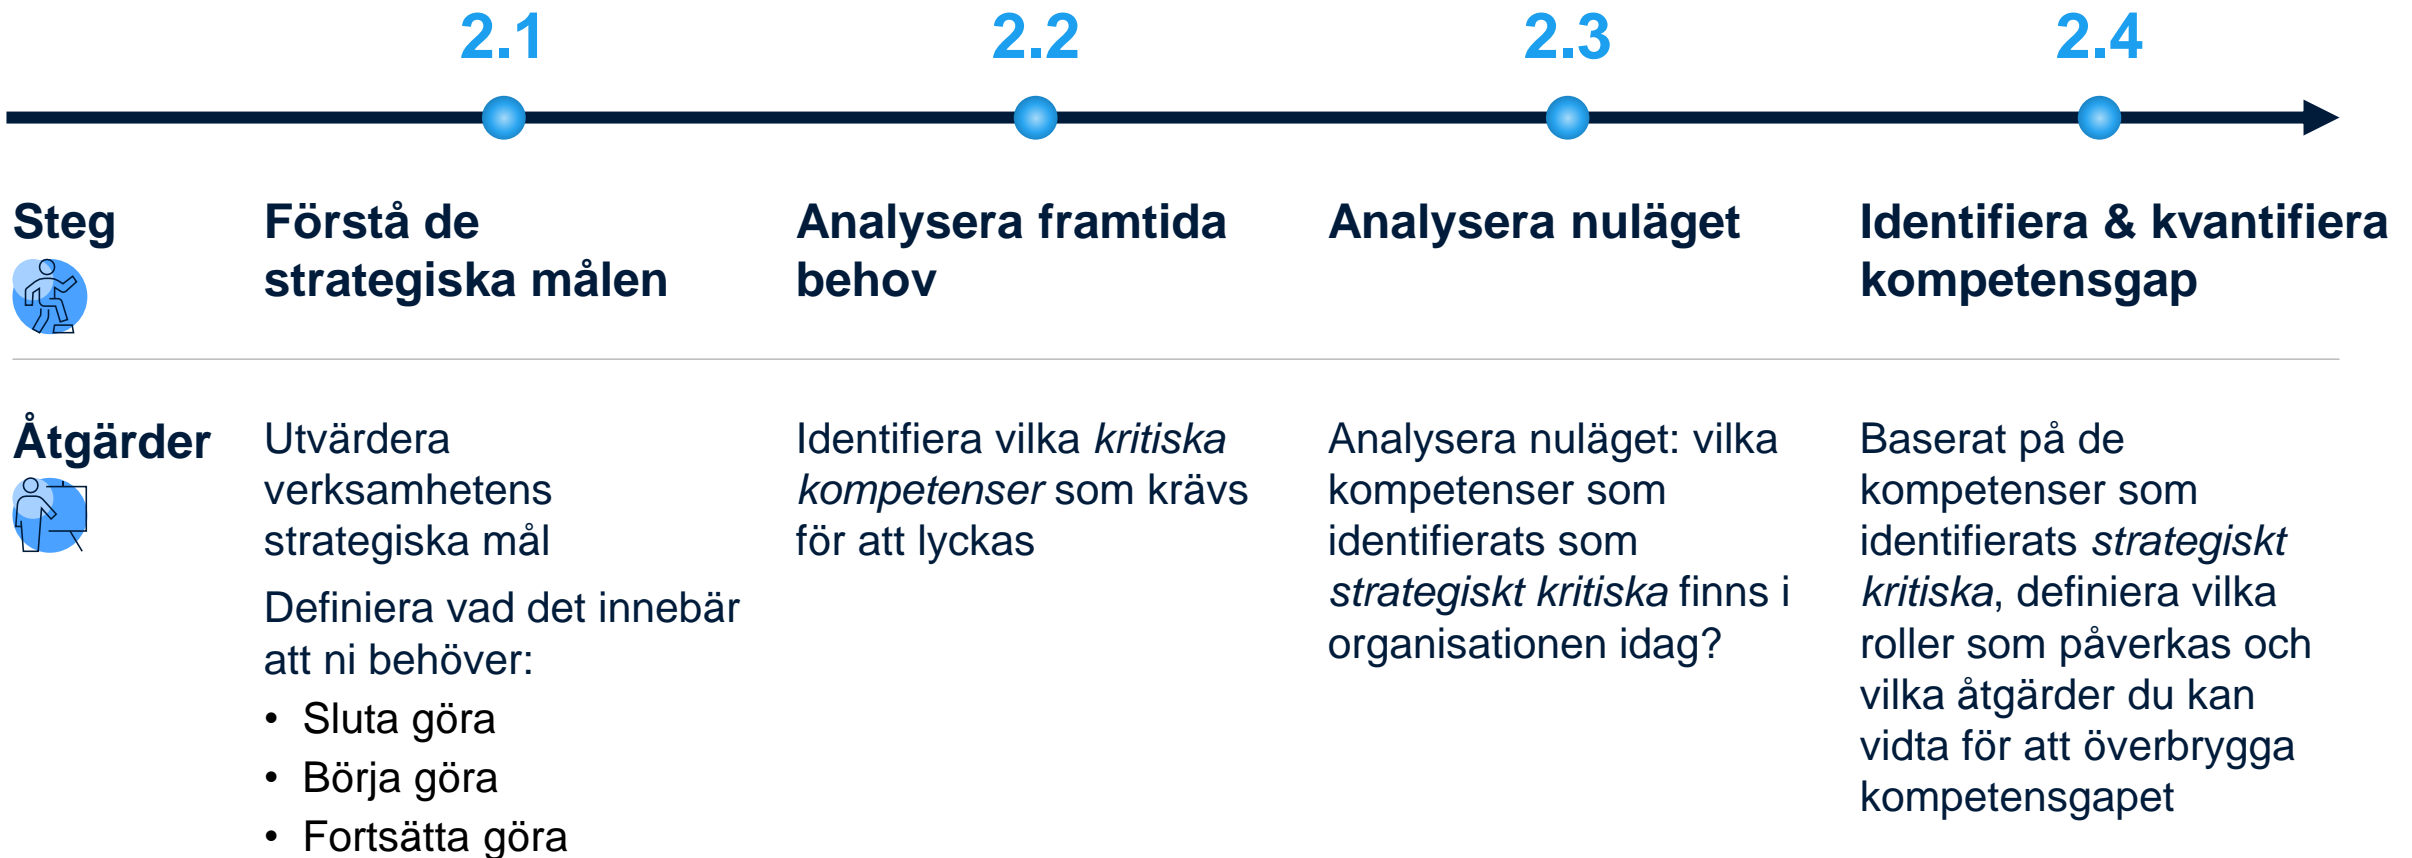 2.1
2.2
2.3
2.4
Steg
Förstå de
strategiska målen
Analysera framtida
behov
Analysera nuläget
Identifiera & kvantifiera
kompetensgap
Åtgärder
Utvärdera
verksamhetens
strategiska mål
Definiera vad det innebär
att ni behöver:
• Sluta göra
• Börja göra
• Fortsätta göra
Identifiera vilka kritiska
kompetenser som krävs
för att lyckas
Analysera nuläget: vilka
kompetenser som
identifierats som
strategiskt kritiska finns i
organisationen idag?
Baserat på de
kompetenser som
identifierats strategiskt
kritiska, definiera vilka
roller som påverkas och
vilka åtgärder du kan
vidta för att överbrygga
kompetensgapet